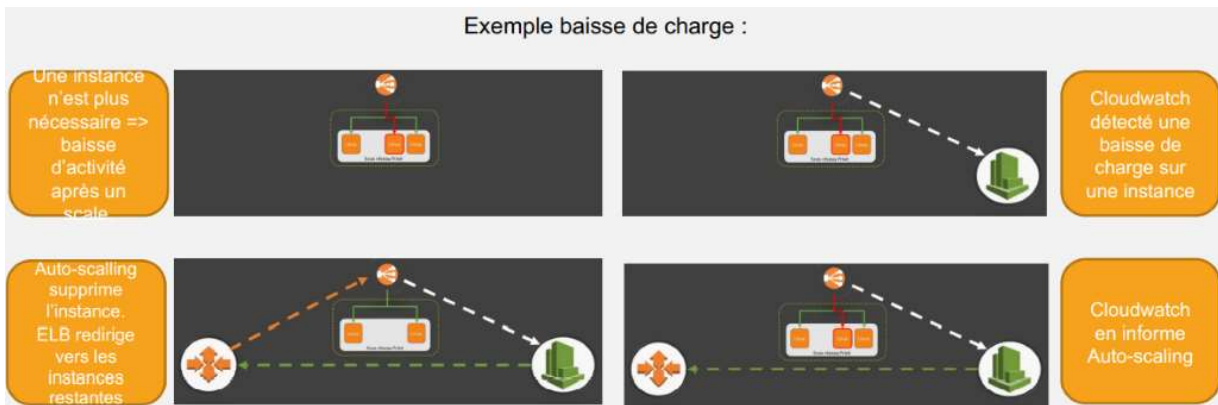 Exemple baisse de charge :
Une instance
n'est plus
nécessaire =>
baisse
d'activité
après un
scale
Cloudwatch
détecté une
baisse de
charge sur
une instance
Auto-scalling
supprime
l'instance.
ELB redirige
vers les
instances
restantes
Cloudwatch
en informe
Auto-scaling